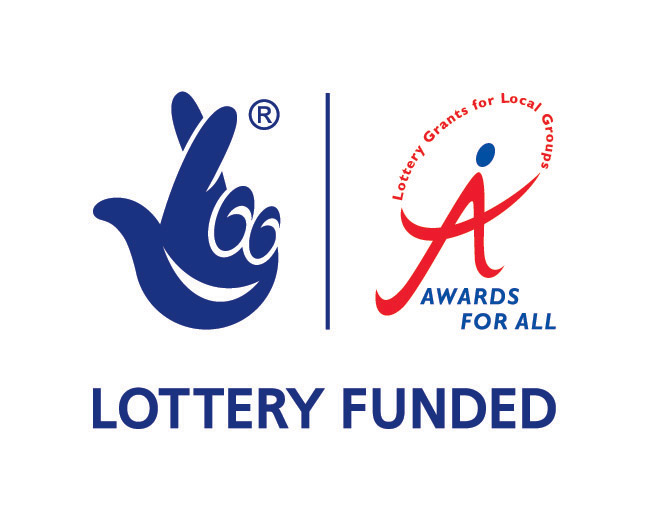 ®
Lottery Grants for Local Groups
AWARDS
FOR ALL
LOTTERY FUNDED